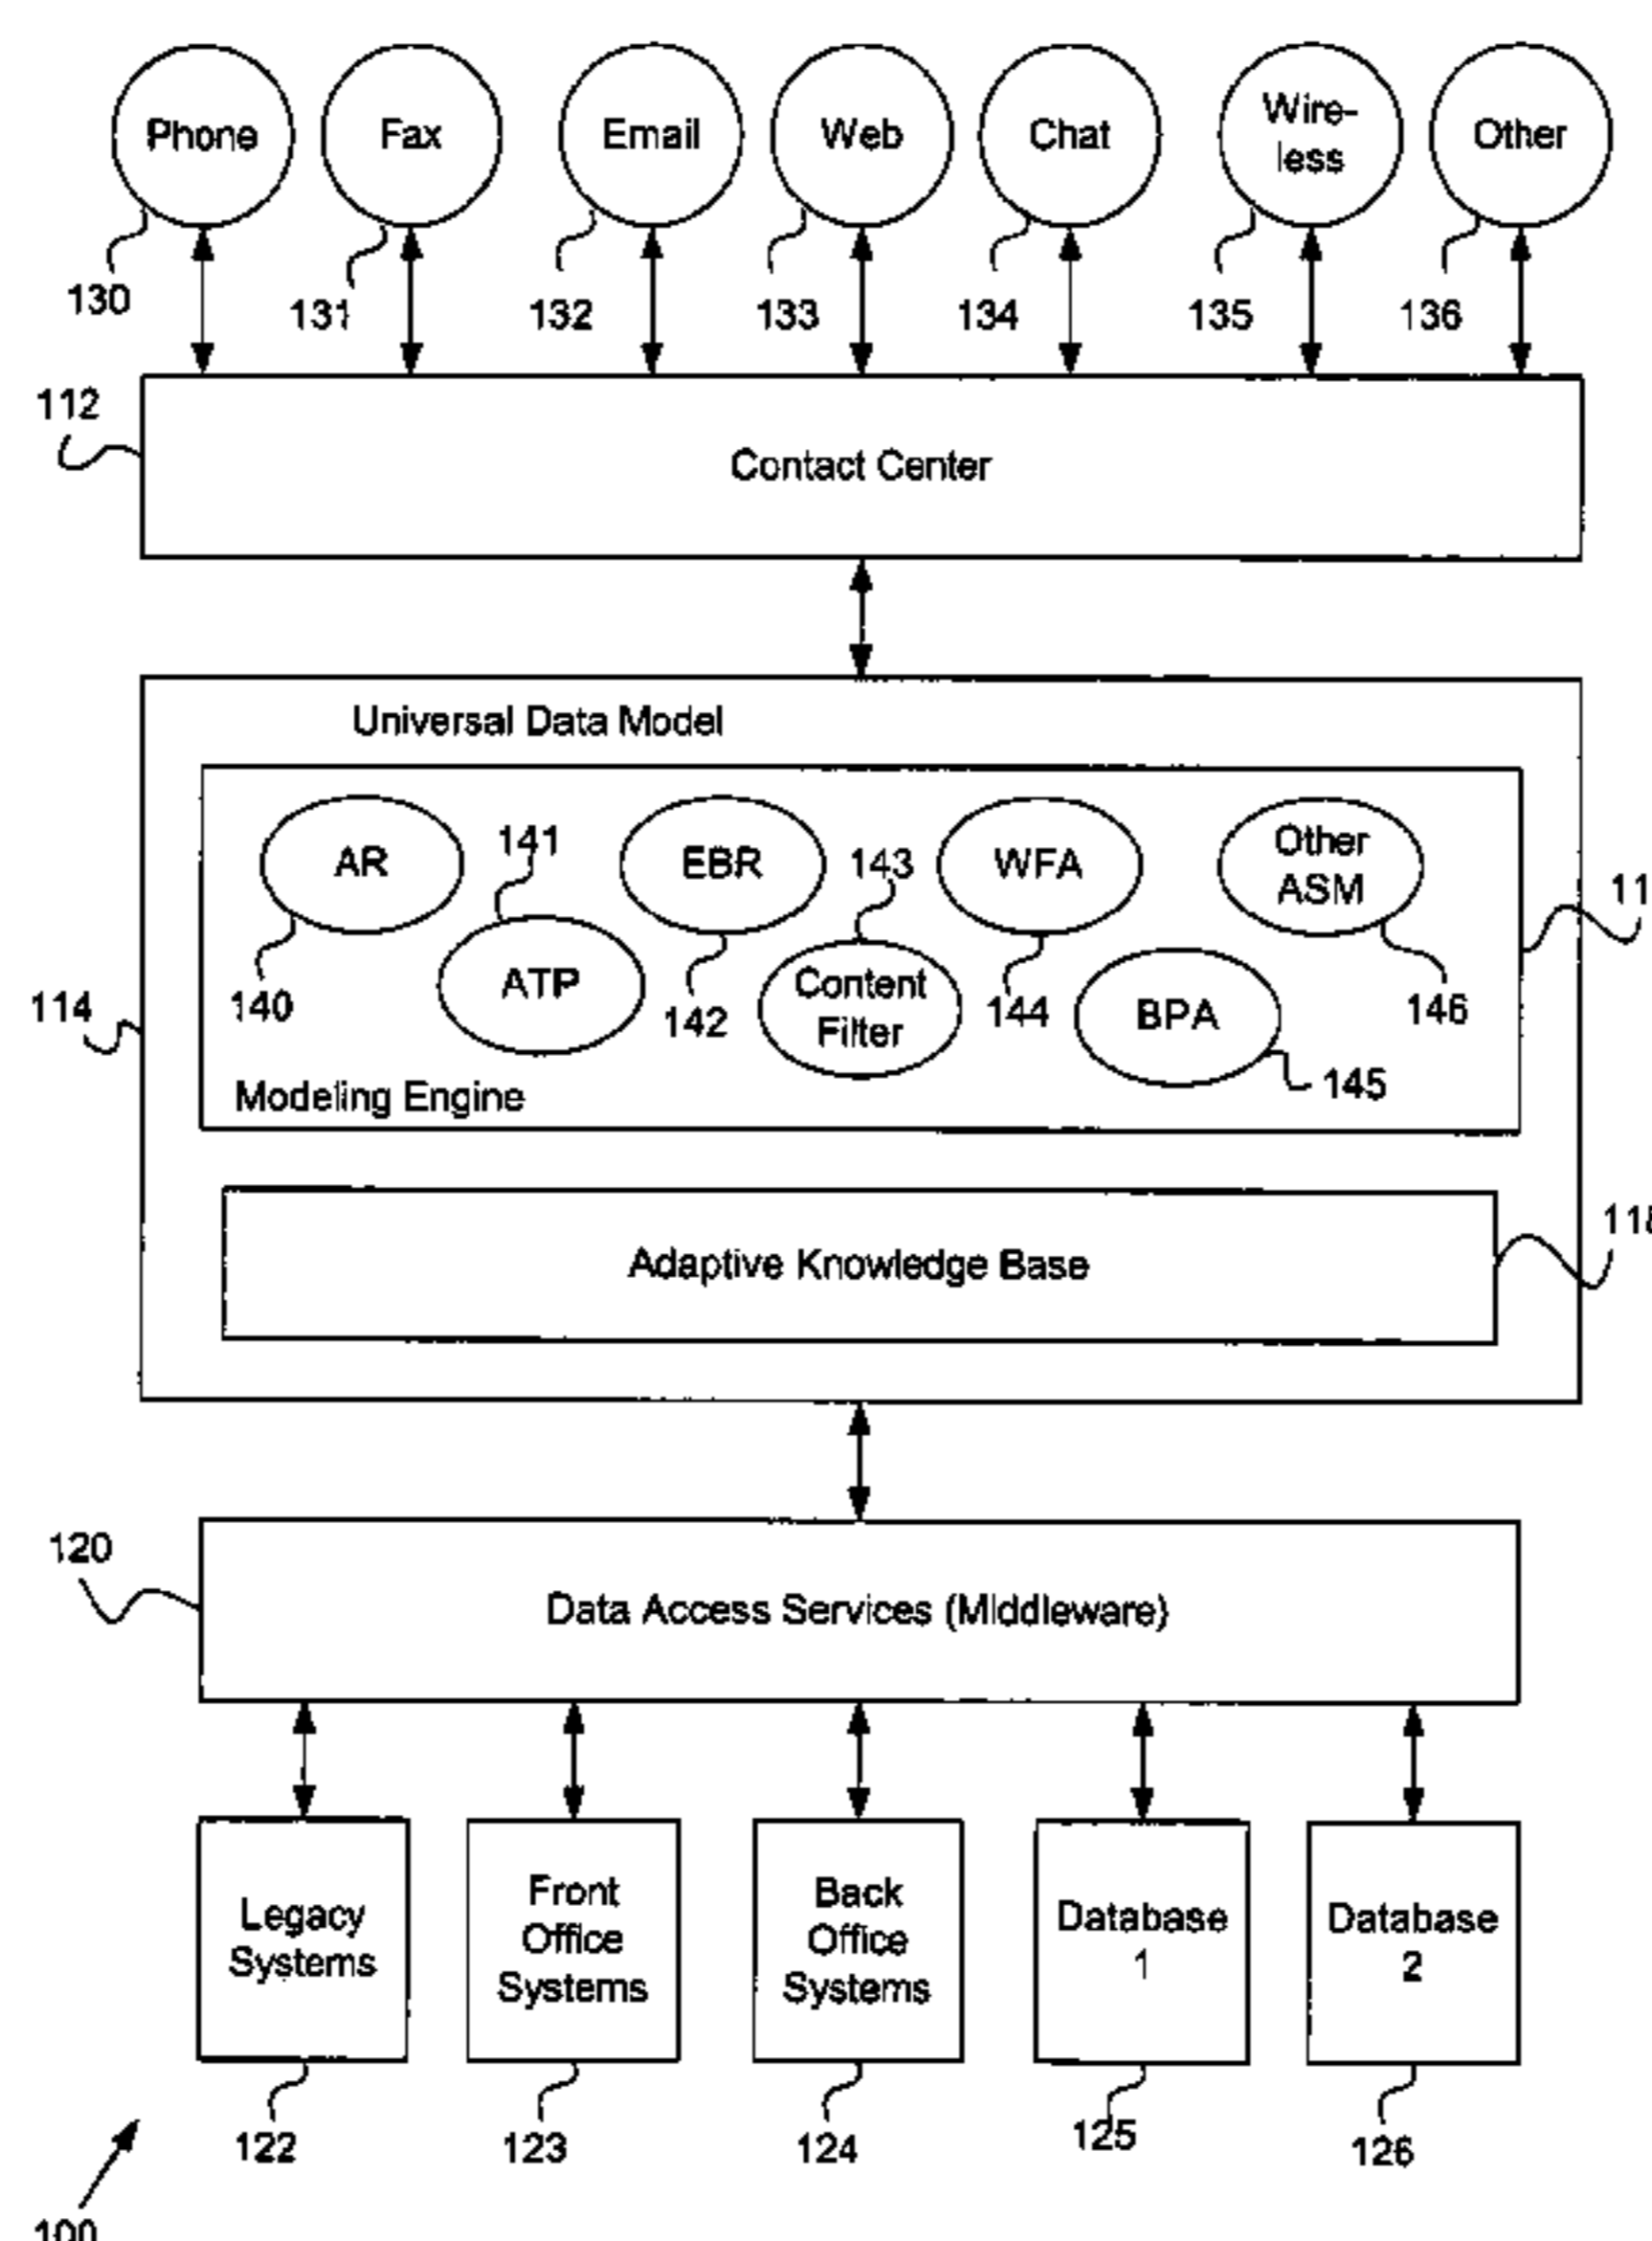 Phone
Fax
Email
Web
Chat
Wire-
less
Other
130
131
132
133
134
135
136
112
Contact Center
Universal Data Model
AR
141
EBR
143
WFA
Other
ASM
11
140
ATP
142
Content
Filter
144
BPA
146
114
145
Modeling Engine
118
Adaptive Knowledge Base
120
Data Access Services (Middleware)
Legacy
Systems
Front
Office
Systems
Back
Office
Systems
Database
1
Database
2
122
123
124
125
126
100